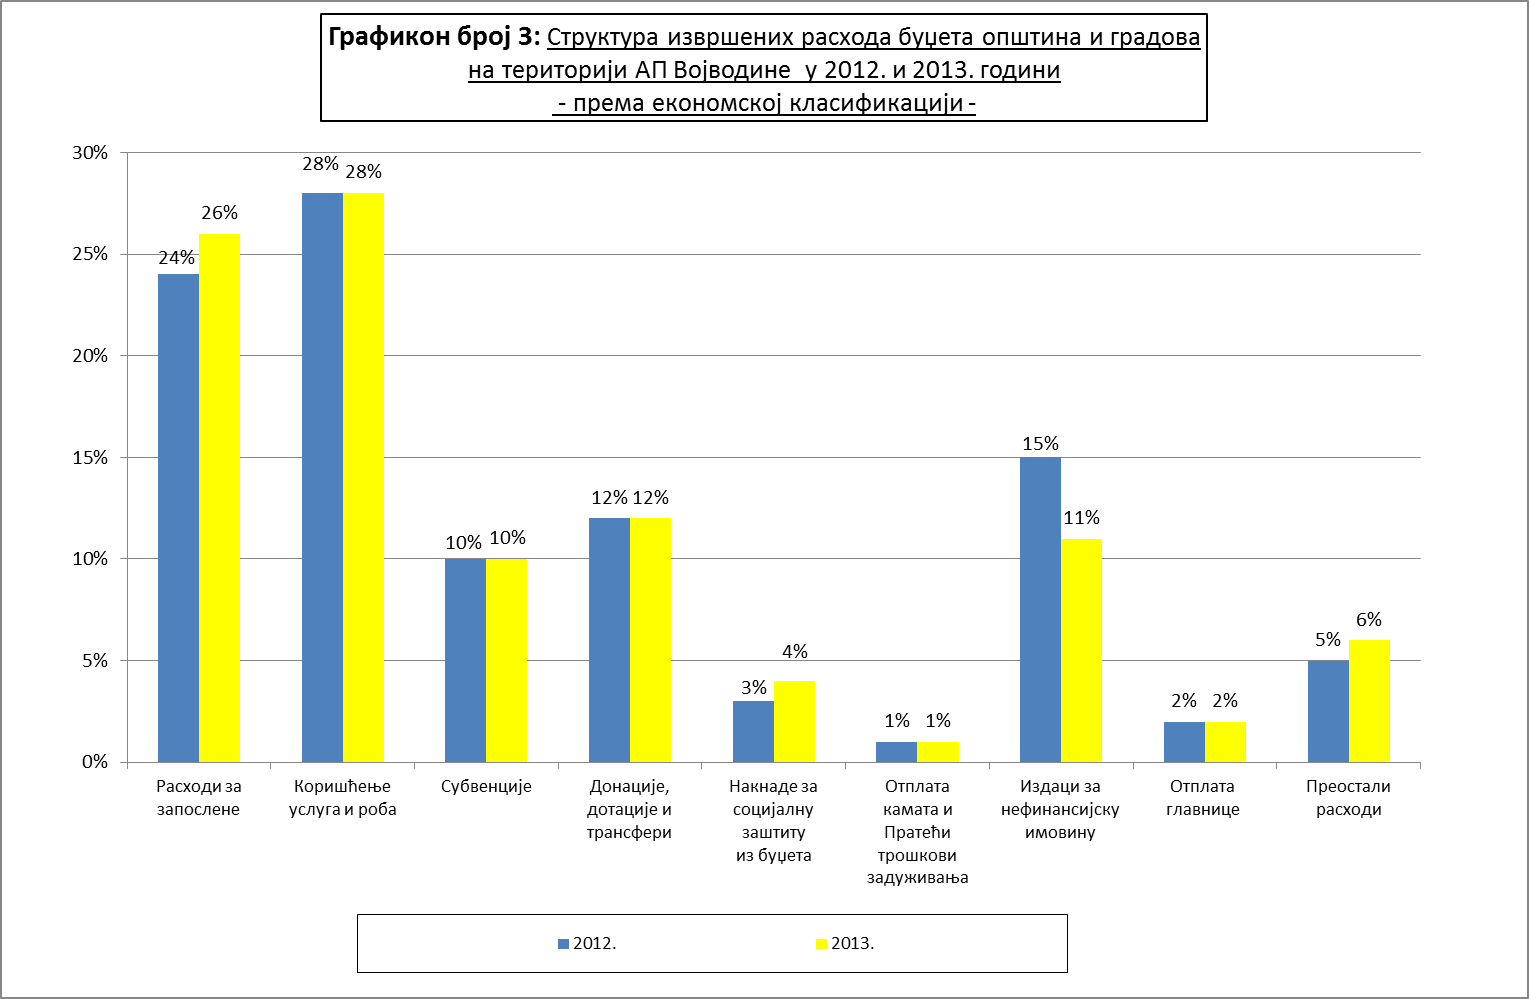 Графикон број 3: Структура извршених расхода буџета општина и градова
на територији АП Војводине у 2012. и 2013. години
- према економској класификацији -
30%
25%
20%
15%
10%
5%
0%
24%
26%
28%
28%
10%
10%
12%
12%
3%
4%
1%
1%
15%
11%
2%
2%
5%
6%
Расходи за
запослене
Коришћење
услуга и роба
Субвенције
Донације,
дотације и
трансфери
Накнаде за
социјалну
заштиту
из буџета
Отплата
камата и
Пратећи
трошкови
задуживања
Издаци за
нефинансијску
имовину
Отплата
главнице
Преостали
расходи
2012.
2013.